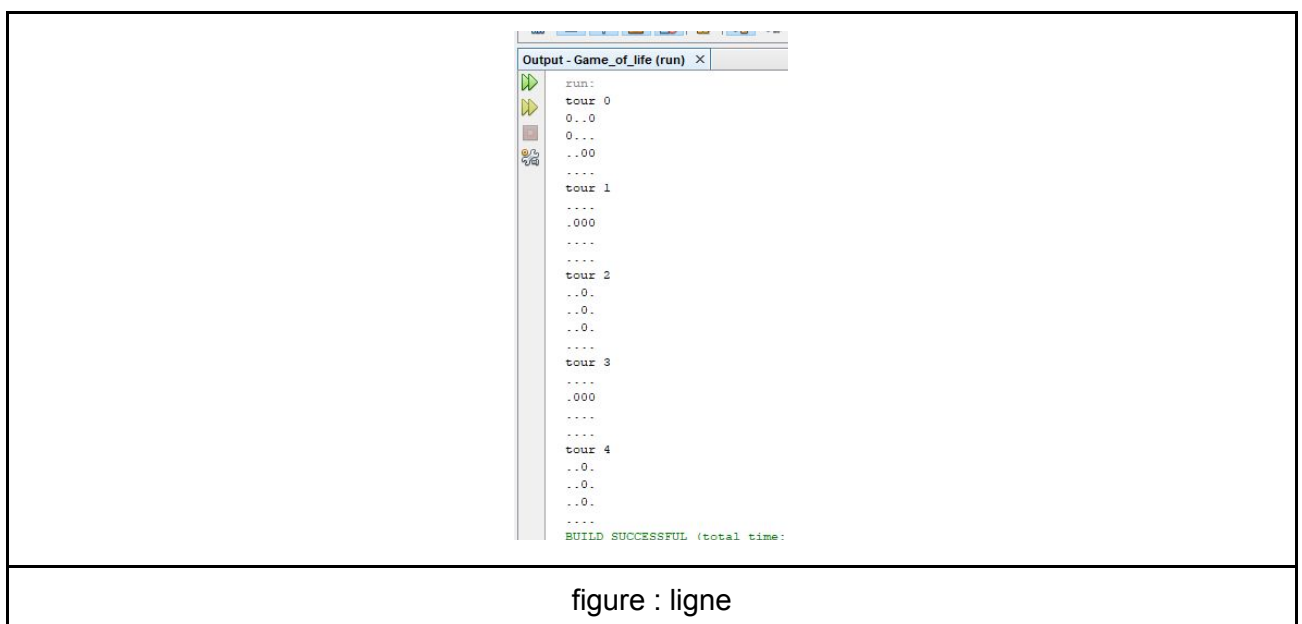 Output - Game_of_life (run) ×
run:
tour 0
0..0
0...
..00
....
tour 1
....
.000
....
....
tour 2
..0.
..0.
..0.
....
tour 3
....
.000
....
....
tour 4
..0.
..0.
..0.
....
BUILD SUCCESSFUL (total time:
figure : ligne